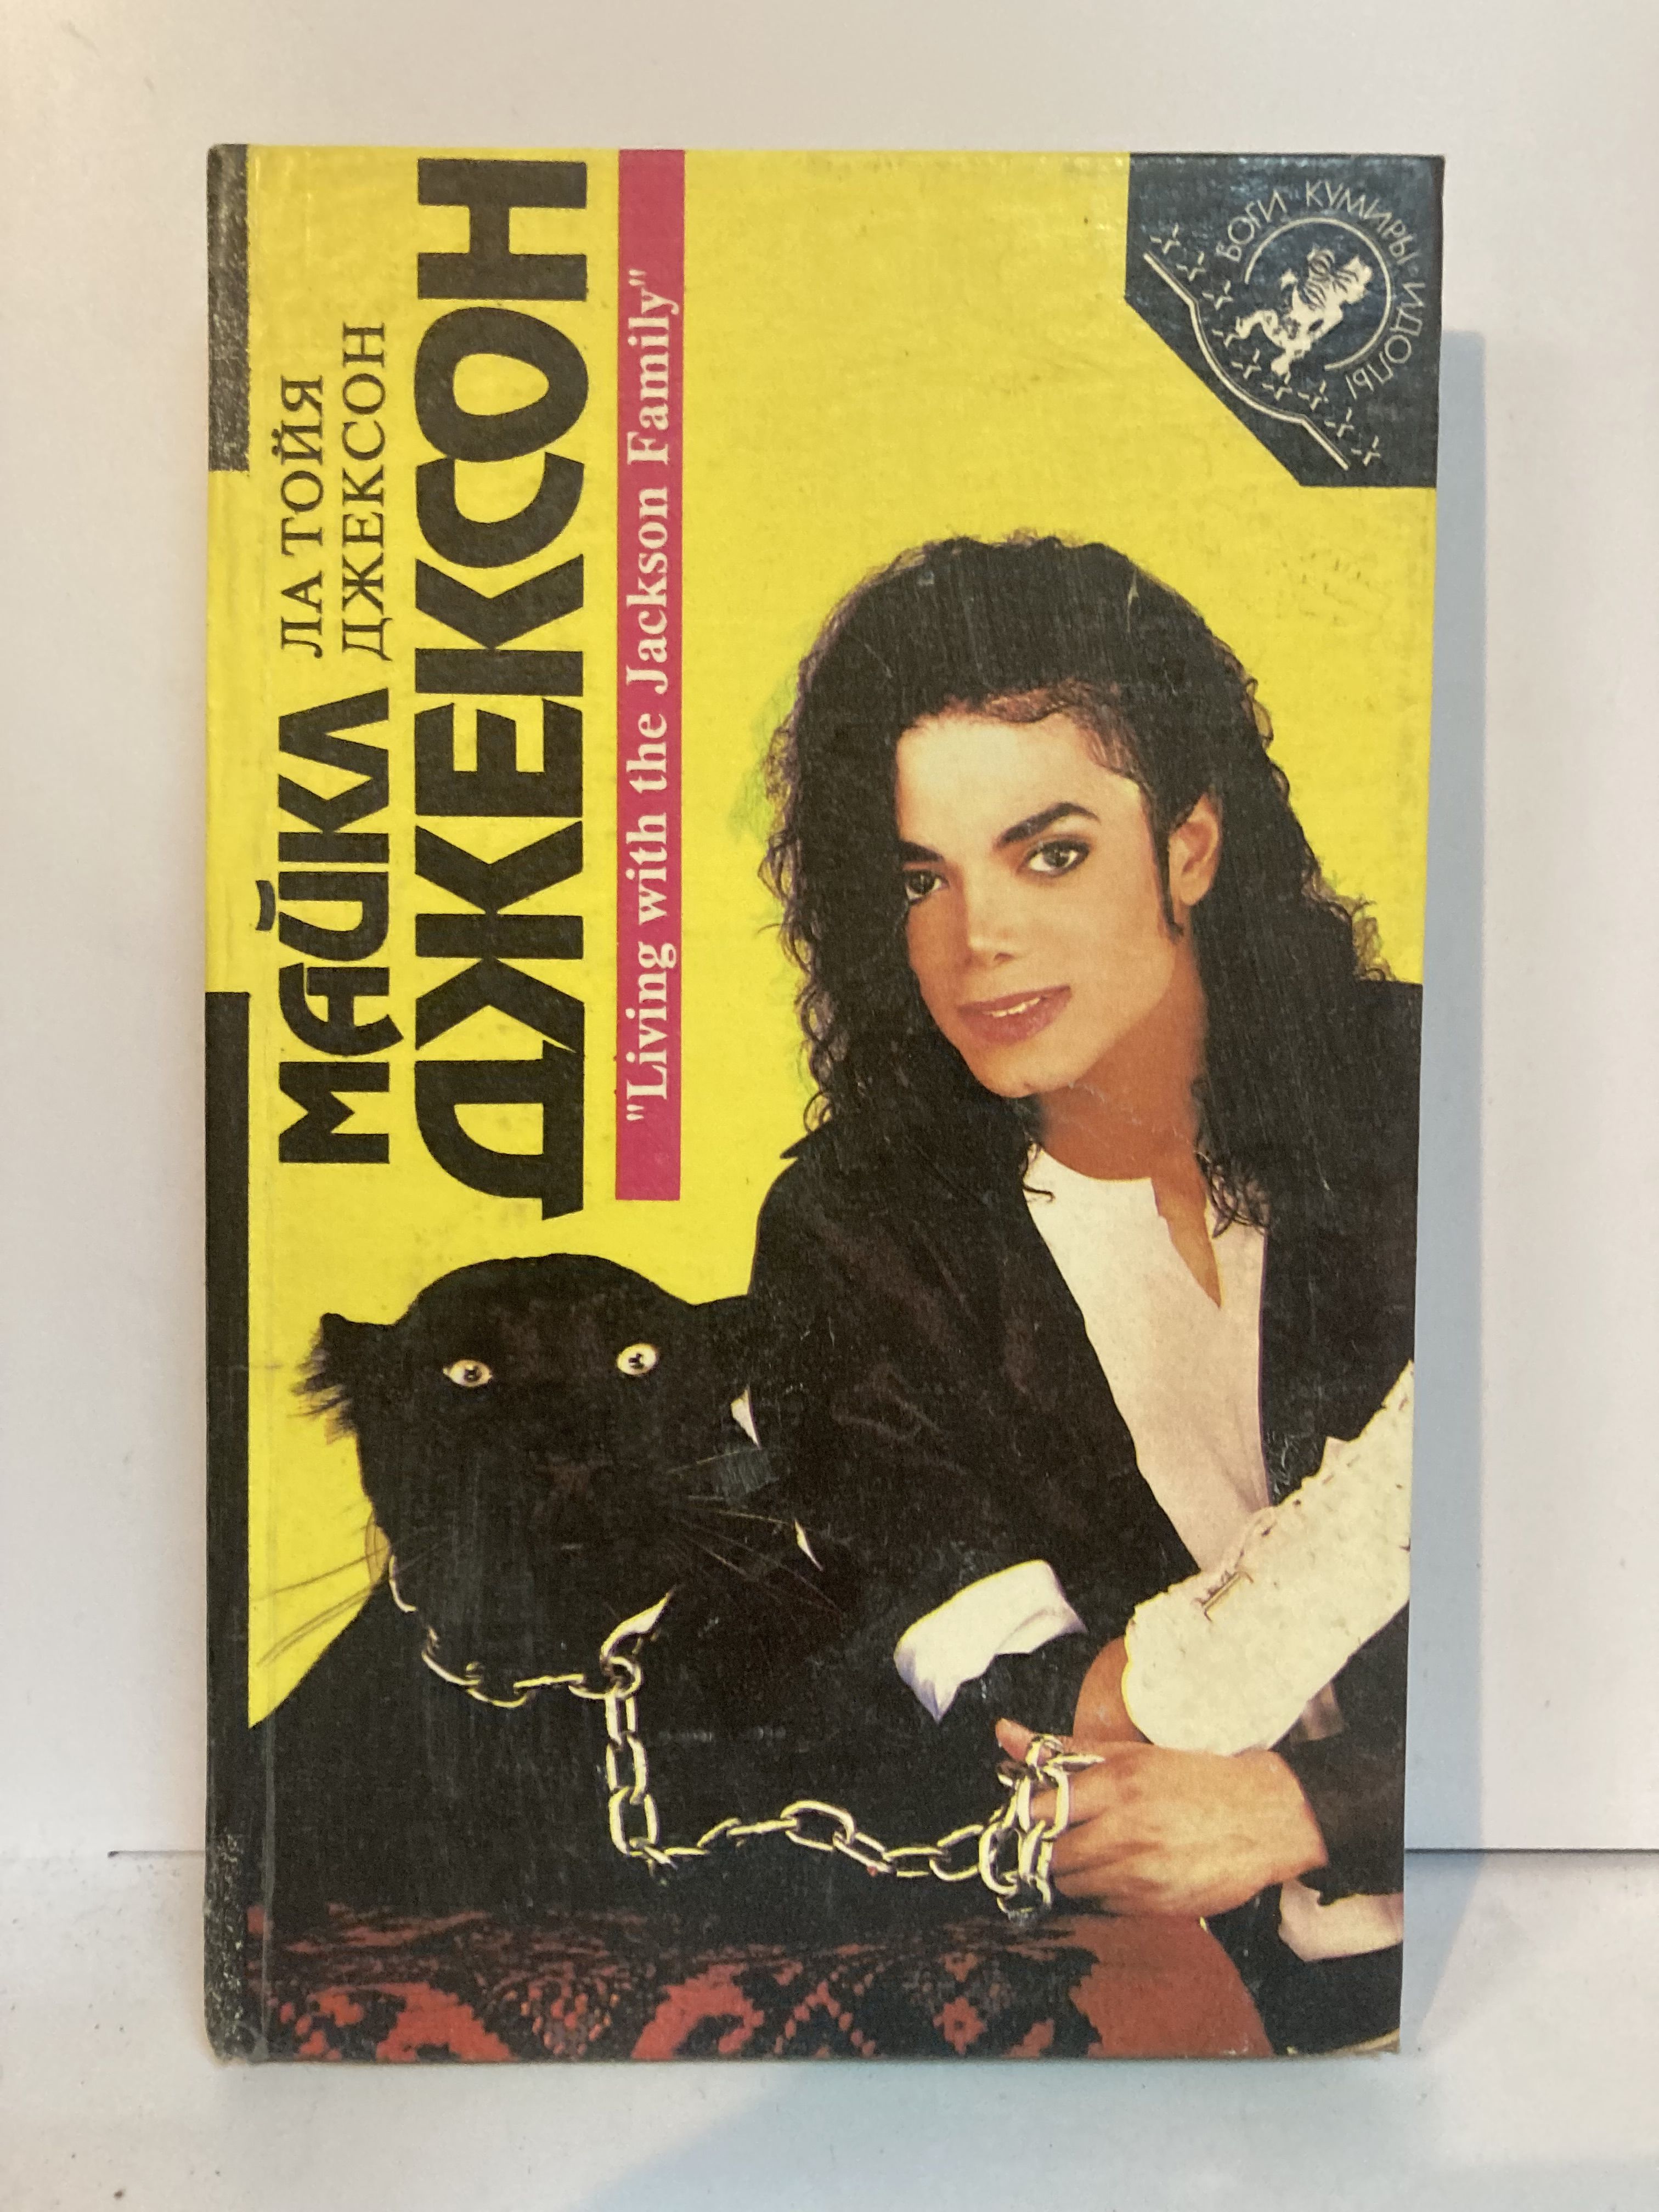 ЛА ТОЙЯ
ДЖЕКСОН
МАЙКЛ
ДЖЕКСОН
"Living with the Jackson Family"
БОГИ · КУМИРЫ · ИДОЛЫ